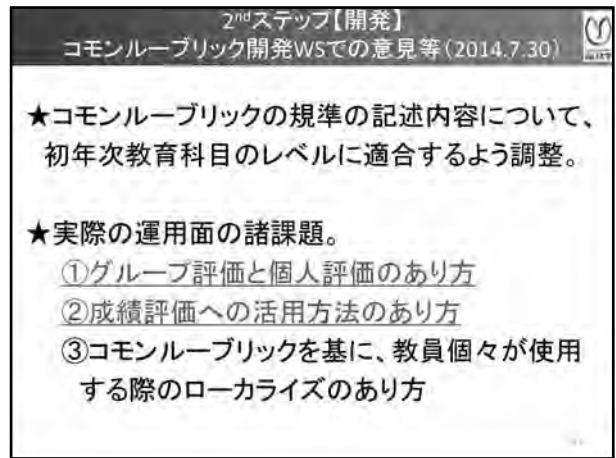 2ndステップ【開発】
コモンルーブリック開発WSでの意見等(2014.7.30)
★コモンルーブリックの規準の記述内容について、
初年次教育科目のレベルに適合するよう調整。
★実際の運用面の諸課題。
①グループ評価と個人評価のあり方
②成績評価への活用方法のあり方
③コモンルーブリックを基に、教員個々が使用
する際のローカライズのあり方